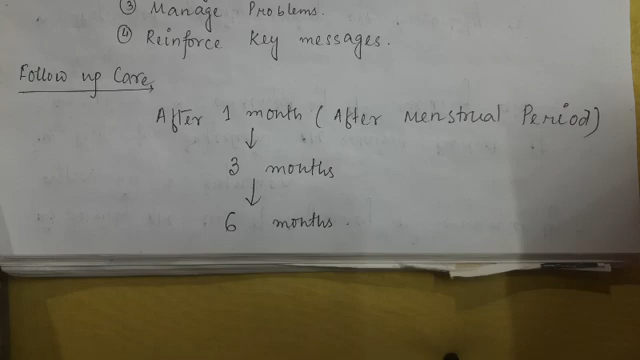 ③ Manage Problems.
④ Reinforce key messages.
Follow up Care
After 1 month (After Menstrual Period)
↓
3 months
↓
6 months.